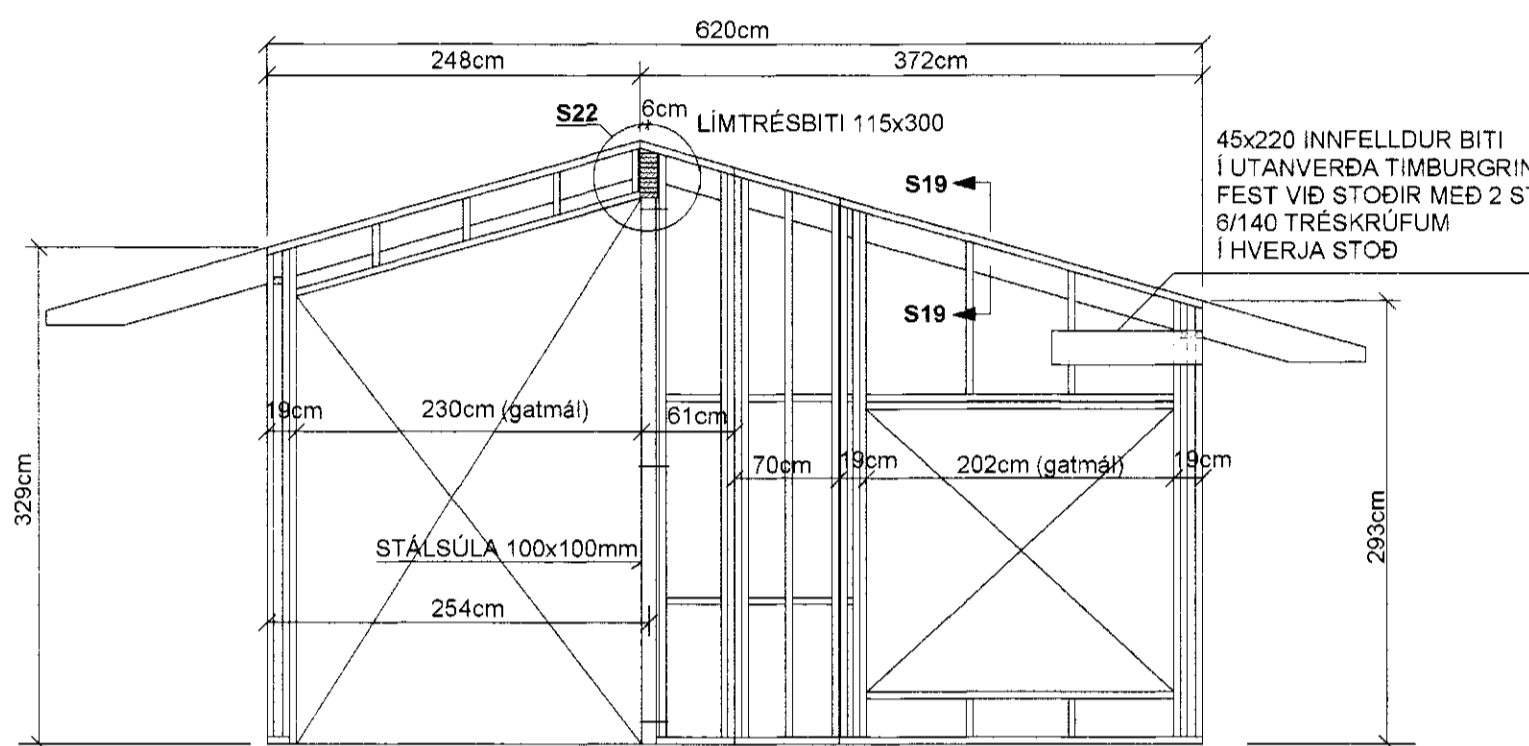 620cm
248cm
372cm
S22
6cm
LÍMTRÉSBITI 115x300
45x220 INNFELLDUR BITI
Í UTANVERÐA TIMBURGRIN
FEST VIÐ STOÐIR MEÐ 2 ST
6/140 TRÉSKRÚFUM
Í HVERJA STOÐ
S19
S19
19cm
230cm (gatmál)
61cm
70cm
19cm
202cm (gatmál)
19cm
329cm
293cm
STÁLSÚLA 100x100mm
254cm